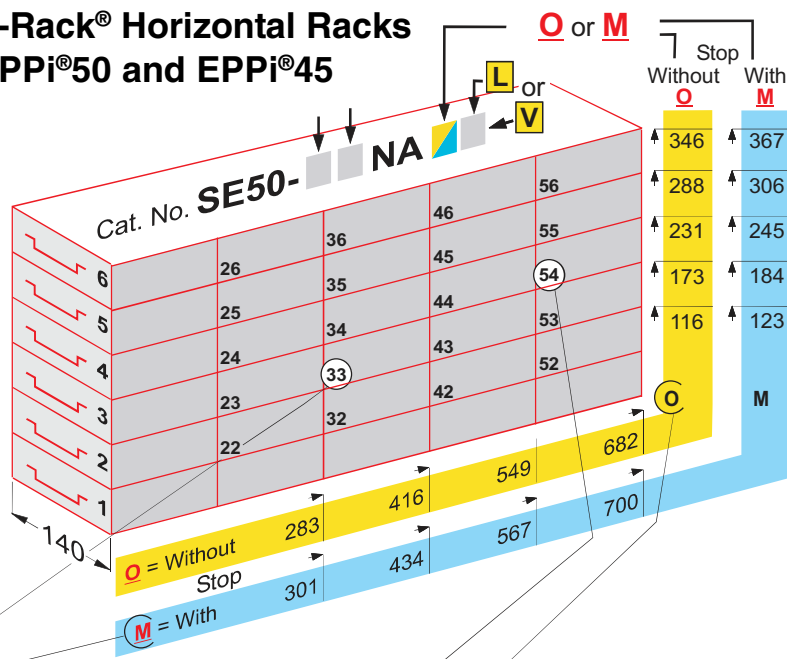 -Rack® Horizontal Racks
PPi®50 and EPPi®45
O or M
Stop
Without With
O M
L or
V
Cat. No. SE50- NA
346 367
288 306
231 245
173 184
116 123
O M
6
5
4
3
2
1
26 36 46 56
25 35 45 55
24 34 44 54
23 33 43 53
22 32 42 52
140
O = Without 283 416 549 682
Stop
M = With 301 434 567 700